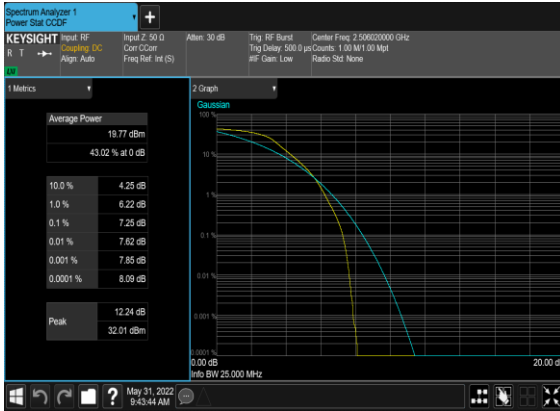 Spectrum Analyzer 1
Power Stat CCDF
KEYSIGHT
R T
Input: RF
Coupling: DC
Align: Auto
Input Z: 50 Ω
Corr CCorr
Freq Ref: Int (S)
Atten: 30 dB
Trig: RF Burst
Trig Delay: 500.0 µs
#IF Gain: Low
Center Freq: 2.506020000 GHz
Counts: 1.00 M/1.00 Mpt
Radio Std: None
1 Metrics
Average Power
19.77 dBm
43.02 % at 0 dB
10.0 % 4.25 dB
1.0 % 6.22 dB
0.1 % 7.25 dB
0.01 % 7.62 dB
0.001 % 7.85 dB
0.0001 % 8.09 dB
Peak
12.24 dB
32.01 dBm
2 Graph
Gaussian
100 %
10 %
1 %
0.1 %
0.01 %
0.001 %
0.0001 %
0.00 dB
20.00 d
Info BW 25.000 MHz
?
May 31, 2022
9:43:44 AM